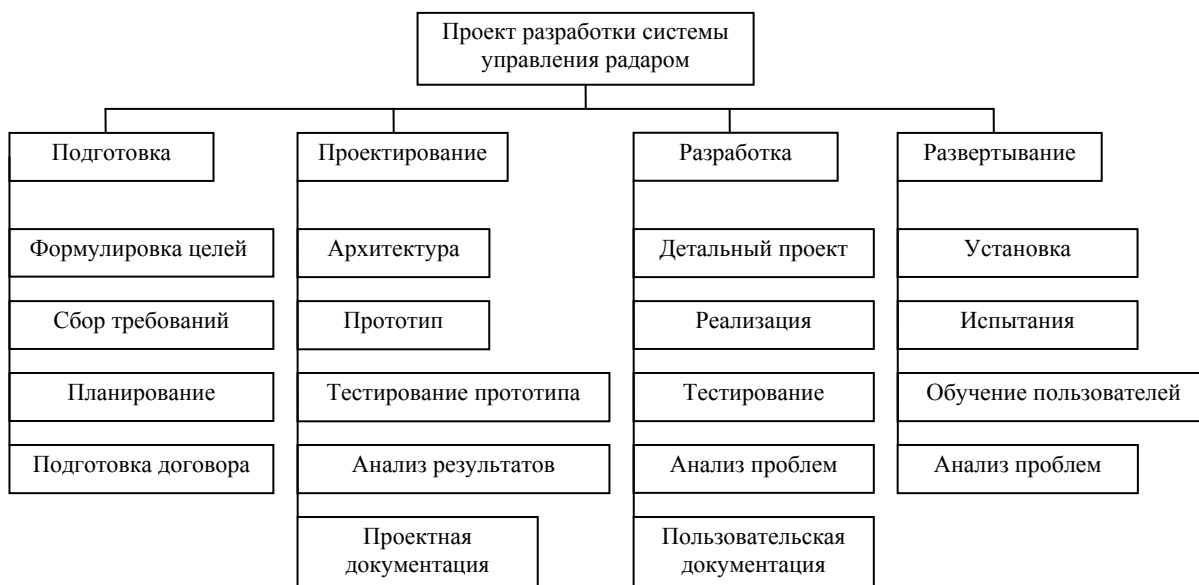 Проект разработки системы
управления радаром
Подготовка
Проектирование
Разработка
Развертывание
Формулировка целей
Архитектура
Детальный проект
Установка
Сбор требований
Прототип
Реализация
Испытания
Планирование
Тестирование прототипа
Тестирование
Обучение пользователей
Подготовка договора
Анализ результатов
Анализ проблем
Анализ проблем
Проектная
документация
Пользовательская
документация